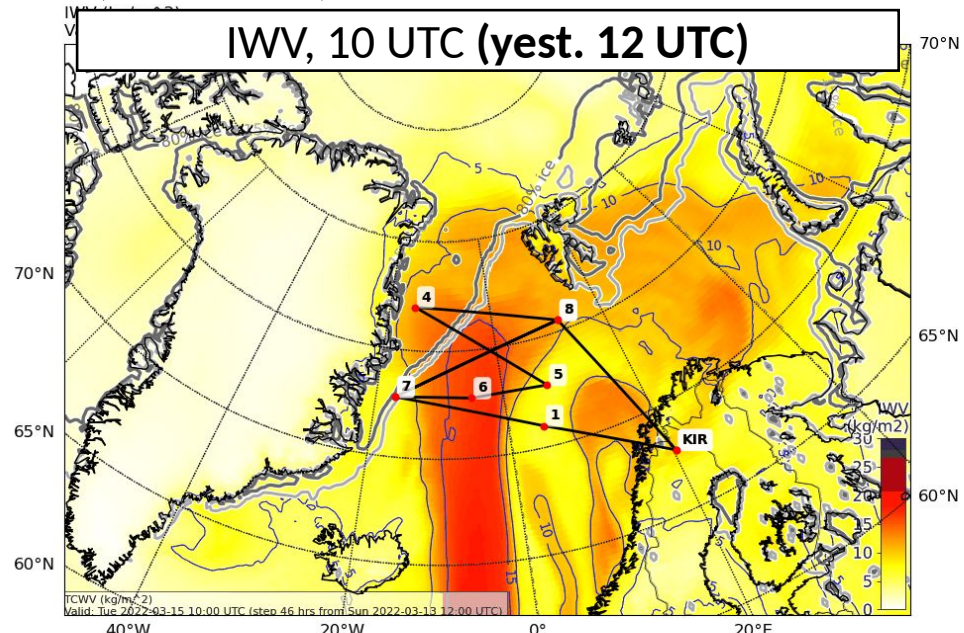 IWV, 10 UTC (yest. 12 UTC)
70°N
80% ice
5
5
10
10
10
70°N
4
8
65°N
7
6
5
1
KIR
IWV
(kg/m2)
30
25
20
15
10
5
0
65°N
60°N
60°N
10
15
5
TCWV (kg/m^2)
Valid: Tue 2022-03-15 10:00 UTC (step 46 hrs from Sun 2022-03-13 12:00 UTC)
40°W
20°W
0°
20°E